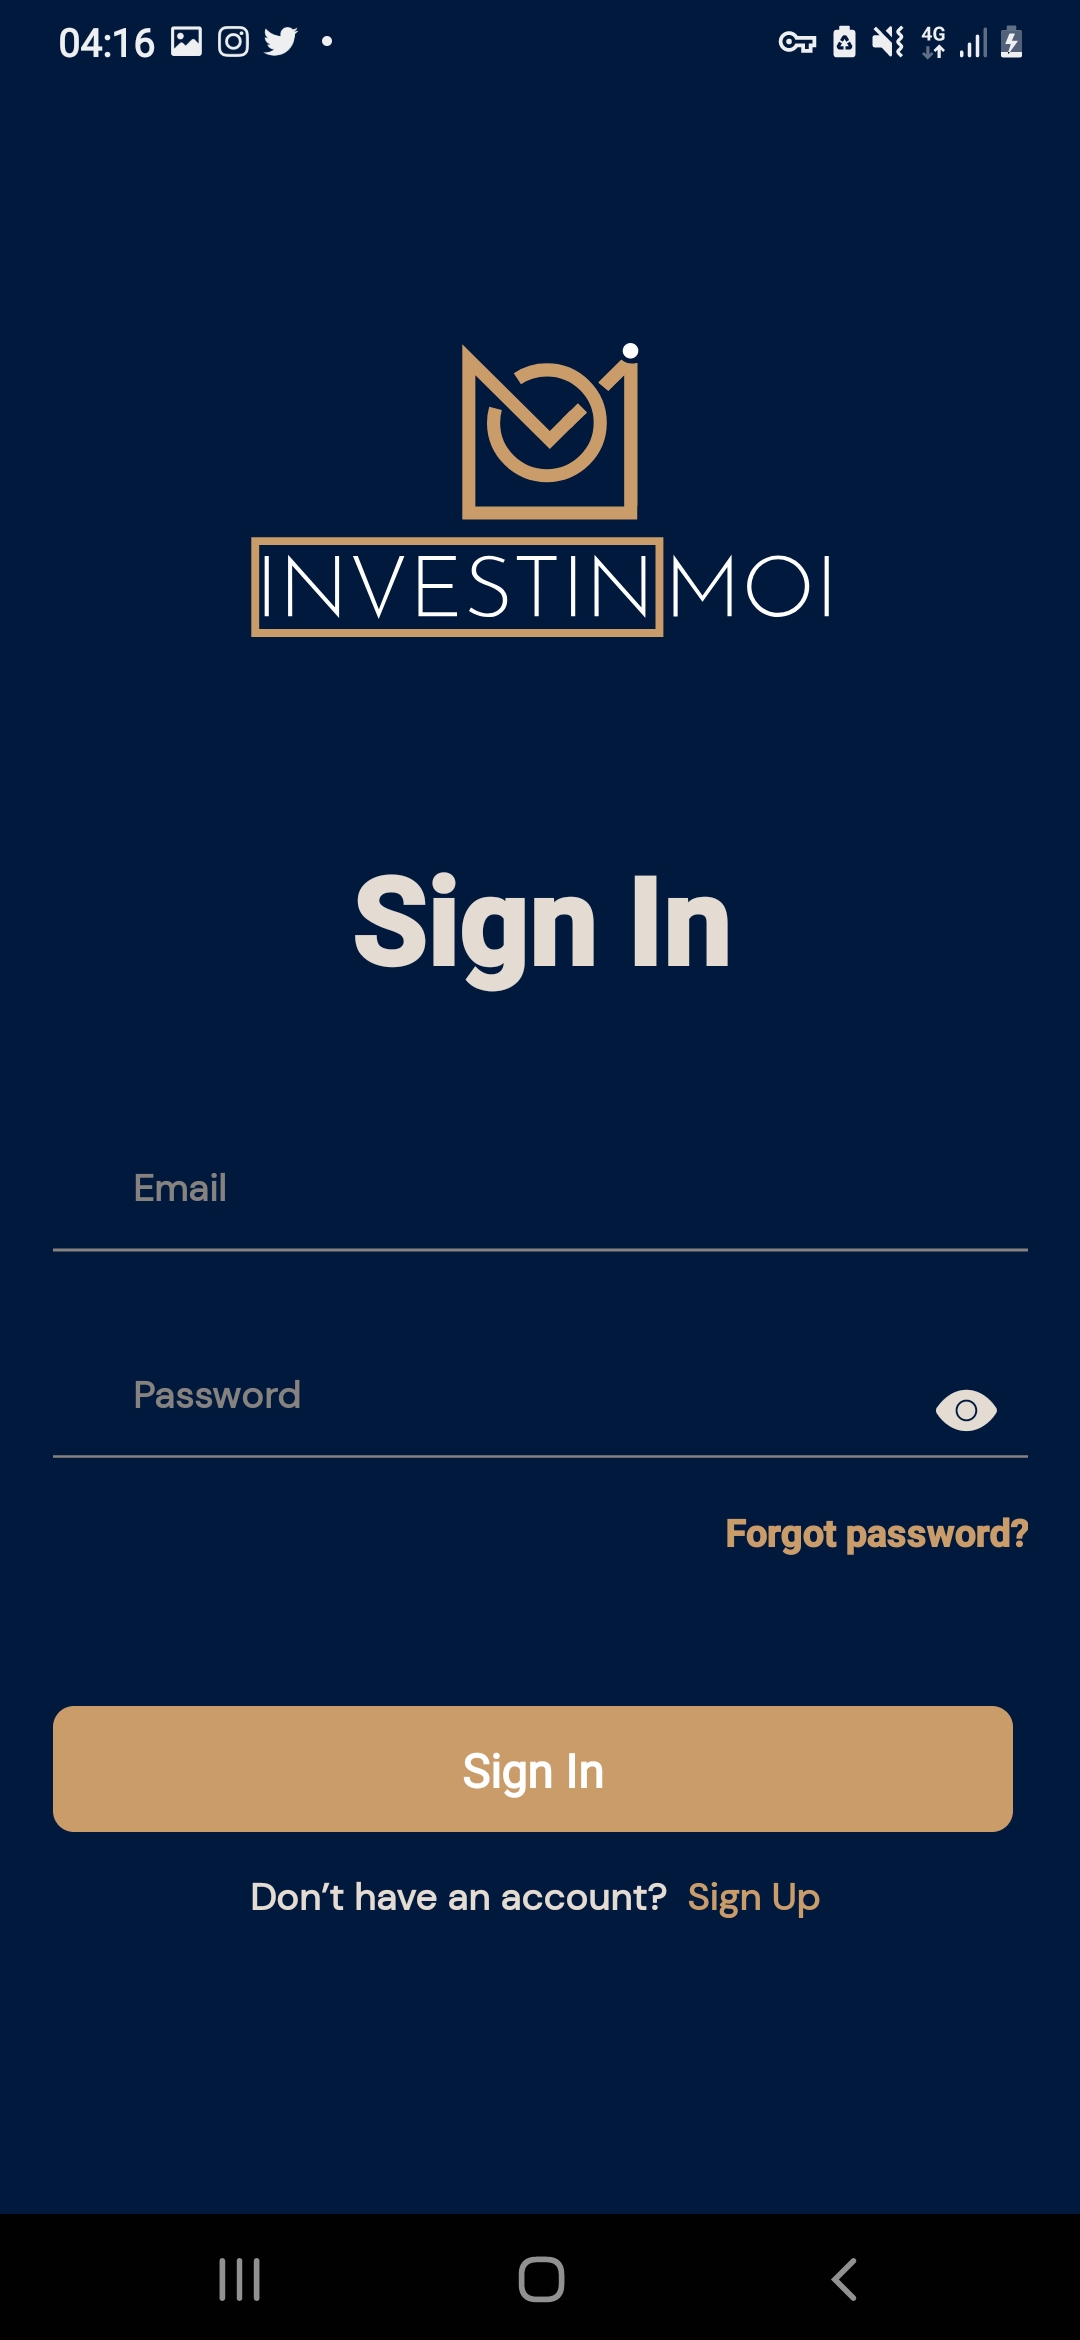 04:16
4G
INVESTINMOI
Sign In
Email
Password
Forgot password?
Sign In
Don’t have an account? Sign Up